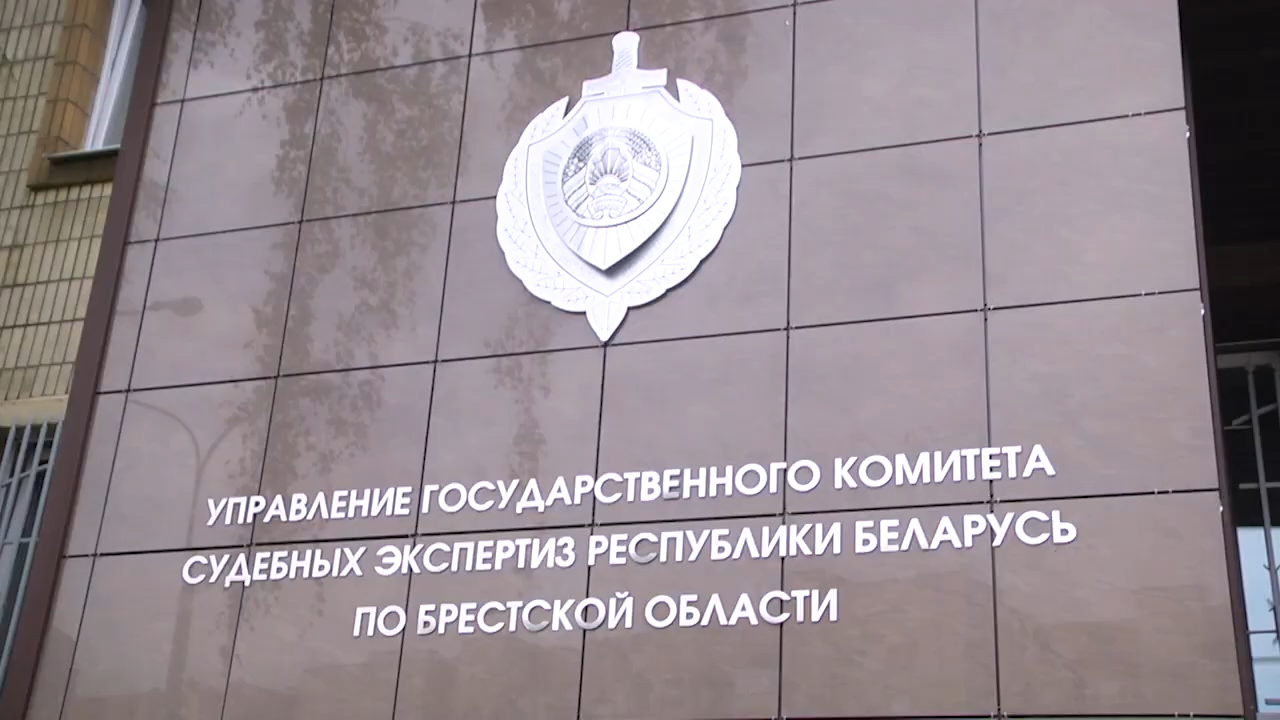 УПРАВЛЕНИЕ ГОСУДАРСТВЕННОГО КОМИТЕТА
СУДЕБНЫХ ЭКСПЕРТИЗ РЕСПУБЛИКИ БЕЛАРУСЬ
ПО БРЕСТСКОЙ ОБЛАСТИ